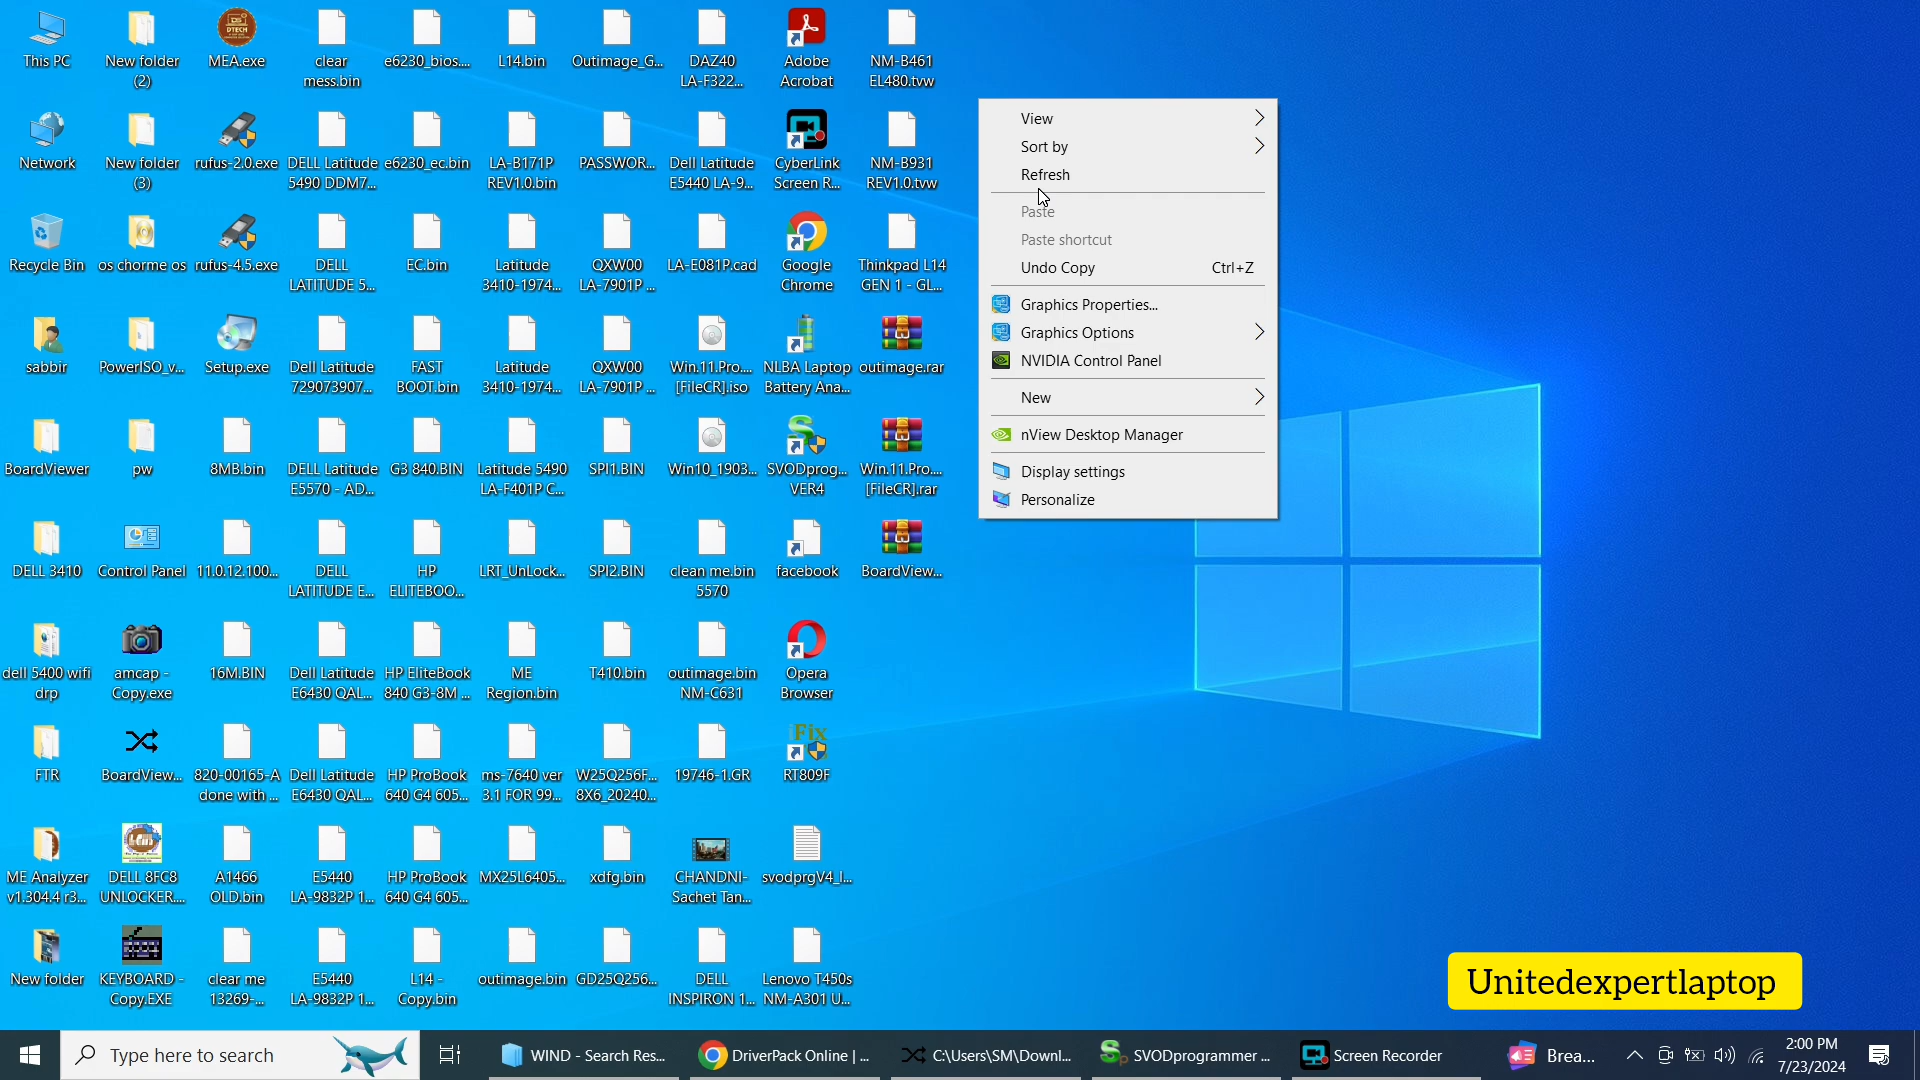 This PC
New folder
(2)
MEA.exe
clear
mess.bin
e6230_bios....
L14.bin
Outimage_G...
DAZ40
LA-F322...
Adobe
Acrobat
NM-B461
EL480.tvw
Network
New folder
(3)
rufus-2.0.exe
DELL Latitude
5490 DDM7...
e6230_ec.bin
LA-B171P
REV1.0.bin
PASSWOR...
Dell Latitude
E5440 LA-9...
CyberLink
Screen R...
NM-B931
REV1.0.tvw
Recycle Bin
os chorme os
rufus-4.5.exe
DELL
LATITUDE 5...
EC.bin
Latitude
3410-1974...
QXW00
LA-7901P ...
LA-E081P.cad
Google
Chrome
Thinkpad L14
GEN 1 - GL...
sabbir
PowerISO_v...
Setup.exe
Dell Latitude
729073907...
FAST
BOOT.bin
Latitude
3410-1974...
QXW00
LA-7901P ...
Win.11.Pro....
[FileCR].iso
NLBA Laptop
Battery Ana...
outimage.rar
BoardViewer
pw
8MB.bin
DELL Latitude
E5570 - AD...
G3 840.BIN
Latitude 5490
LA-F401P C...
SPI1.BIN
Win10_1903...
SVODprog...
VER4
Win.11.Pro....
[FileCR].rar
DELL 3410
Control Panel
11.0.12.100...
DELL
LATITUDE E...
HP
ELITEBOO...
LRT_UnLock...
SPI2.BIN
clean me.bin
5570
facebook
BoardView...
dell 5400 wifi
drp
amcap -
Copy.exe
16M.BIN
Dell Latitude
E6430 QAL...
HP EliteBook
840 G3-8M ...
ME
Region.bin
T410.bin
outimage.bin
NM-C631
Opera
Browser
FTR
BoardView...
820-00165-A
done with ...
Dell Latitude
E6430 QAL...
HP ProBook
640 G4 605...
ms-7640 ver
3.1 FOR 99...
W25Q256F...
8X6_20240...
19746-1.GR
Fix
RT809F
ME Analyzer
v1.304.4 r3...
DELL 8FC8
UNLOCKER....
A1466
OLD.bin
E5440
LA-9832P 1...
HP ProBook
640 G4 605...
MX25L6405...
xdfg.bin
CHANDNI-
Sachet Tan...
svodprgV4_l...
New folder
KEYBOARD -
Copy.EXE
clear me
13269-...
E5440
LA-9832P 1...
L14 -
Copy.bin
outimage.bin
GD25Q256...
DELL
INSPIRON 1...
Lenovo T450s
NM-A301 U...
View
Sort by
Refresh
Paste
Paste shortcut
Undo Copy Ctrl+Z
Graphics Properties...
Graphics Options
NVIDIA Control Panel
New
nView Desktop Manager
Display settings
Personalize
Unitedexpertlaptop
Type here to search
WIND - Search Res...
DriverPack Online | ...
C:\Users\SM\Downl...
SVODprogrammer ...
Screen Recorder
Brea...
2:00 PM
7/23/2024